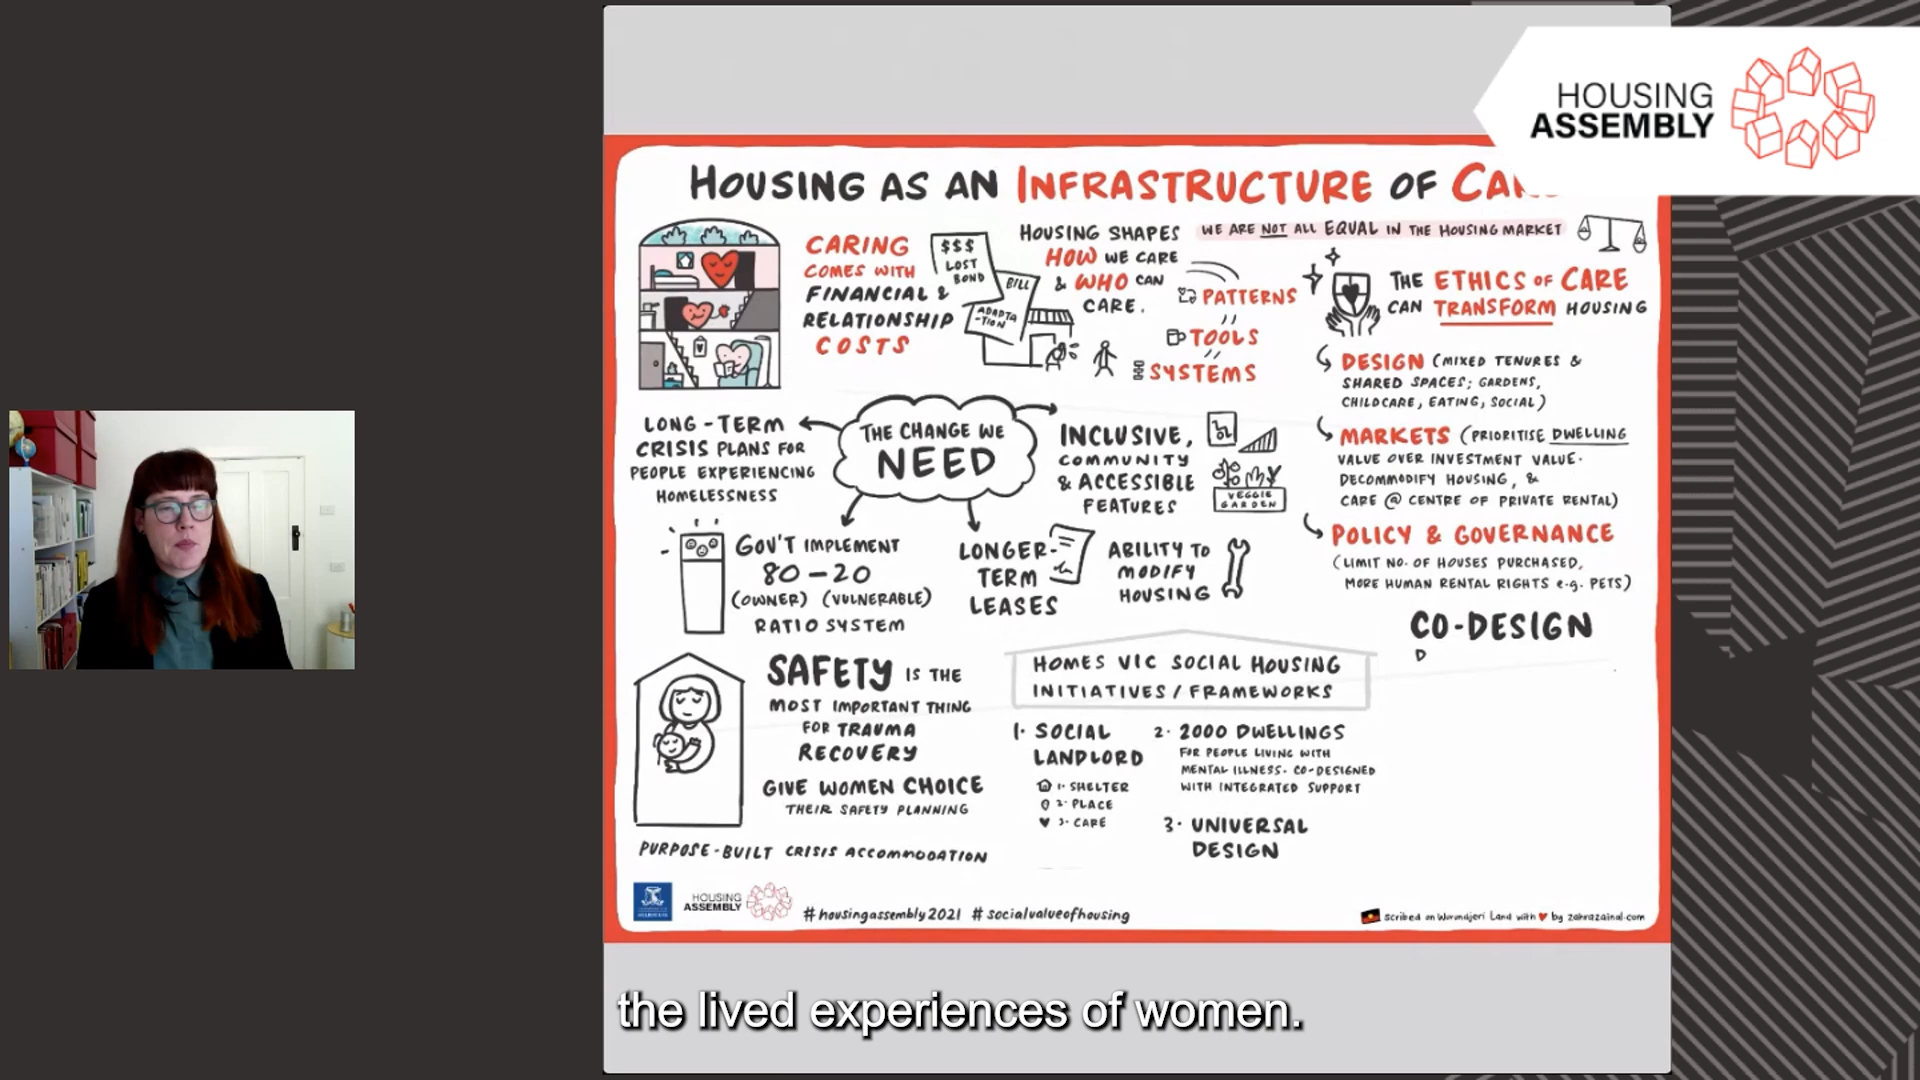 HOUSING
ASSEMBLY
HOUSING AS AN INFRASTRUCTURE OF
CARING
COMES WITH
FINANCIAL &
RELATIONSHIP
COSTS
$$$
LOST
BOND
BILL
ADAPTA
-TION
HOUSING SHAPES
HOW WE CARE
& WHO CAN
CARE.
PATTERNS
TOOLS
SYSTEMS
WE ARE NOT ALL EQUAL IN THE HOUSING MARKET
THE ETHICS OF CARE
CAN TRANSFORM HOUSING
DESIGN (MIXED TENURES &
SHARED SPACES; GARDENS,
CHILDCARE, EATING, SOCIAL)
MARKETS (PRIORITISE DWELLING
VALUE OVER INVESTMENT VALUE.
DECOMMODIFY HOUSING, &
CARE @ CENTRE OF PRIVATE RENTAL)
POLICY & GOVERNANCE
(LIMIT NO. OF HOUSES PURCHASED,
MORE HUMAN RENTAL RIGHTS e.g. PETS)
CO-DESIGN
D
THE CHANGE WE
NEED
LONG-TERM
CRISIS PLANS FOR
PEOPLE EXPERIENCING
HOMELESSNESS
INCLUSIVE,
COMMUNITY
& ACCESSIBLE
FEATURES
VEGGIE
GARDEN
GOV'T IMPLEMENT
80-20
(OWNER) (VULNERABLE)
RATIO SYSTEM
LONGER-
TERM
LEASES
ABILITY TO
MODIFY
HOUSING
SAFETY IS THE
MOST IMPORTANT THING
FOR TRAUMA
RECOVERY
GIVE WOMEN CHOICE
THEIR SAFETY PLANNING
PURPOSE-BUILT CRISIS ACCOMMODATION
HOMES VIC SOCIAL HOUSING
INITIATIVES / FRAMEWORKS
1. SOCIAL
LANDLORD
1. SHELTER
2. PLACE
3. CARE
2. 2000 DWELLINGS
FOR PEOPLE LIVING WITH
MENTAL ILLNESS. CO-DESIGNED
WITH INTEGRATED SUPPORT
3. UNIVERSAL
DESIGN
HOUSING
ASSEMBLY
#housingassembly2021 #socialvalueofhousing
scribed on Wurundjeri Land with ♥ by zahrazainal.com
the lived experiences of women.